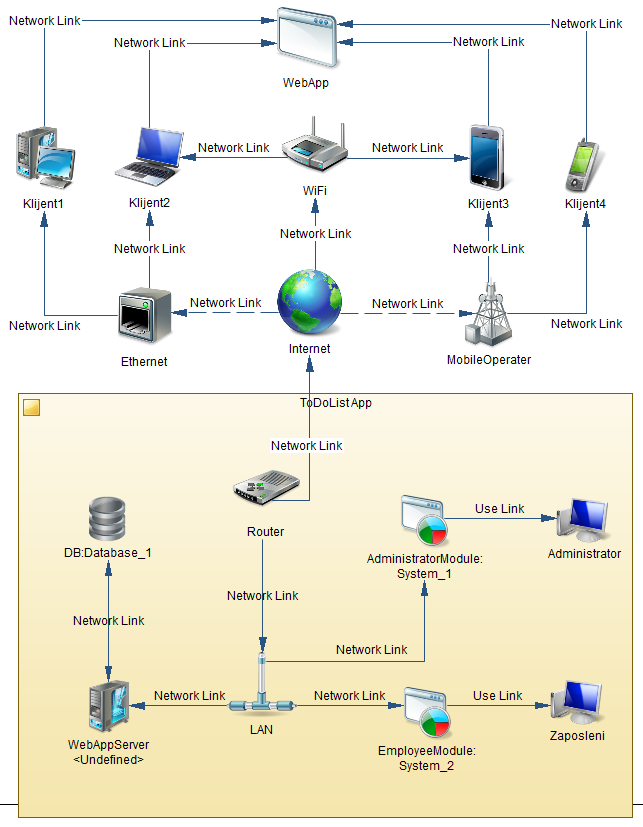 Network Link
Network Link
Network Link
Network Link
WebApp
Network Link
Network Link
Klijent1
Klijent2
WiFi
Klijent3
Klijent4
Network Link
Network Link
Network Link
Network Link
Network Link
Network Link
Network Link
Internet
Ethernet
MobileOperater
ToDoList App
Network Link
Router
Use Link
DB:Database_1
AdministratorModule:
System_1
Administrator
Network Link
Network Link
Network Link
Network Link
Network Link
Use Link
LAN
WebAppServer
<Undefined>
EmployeeModule:
System_2
Zaposleni